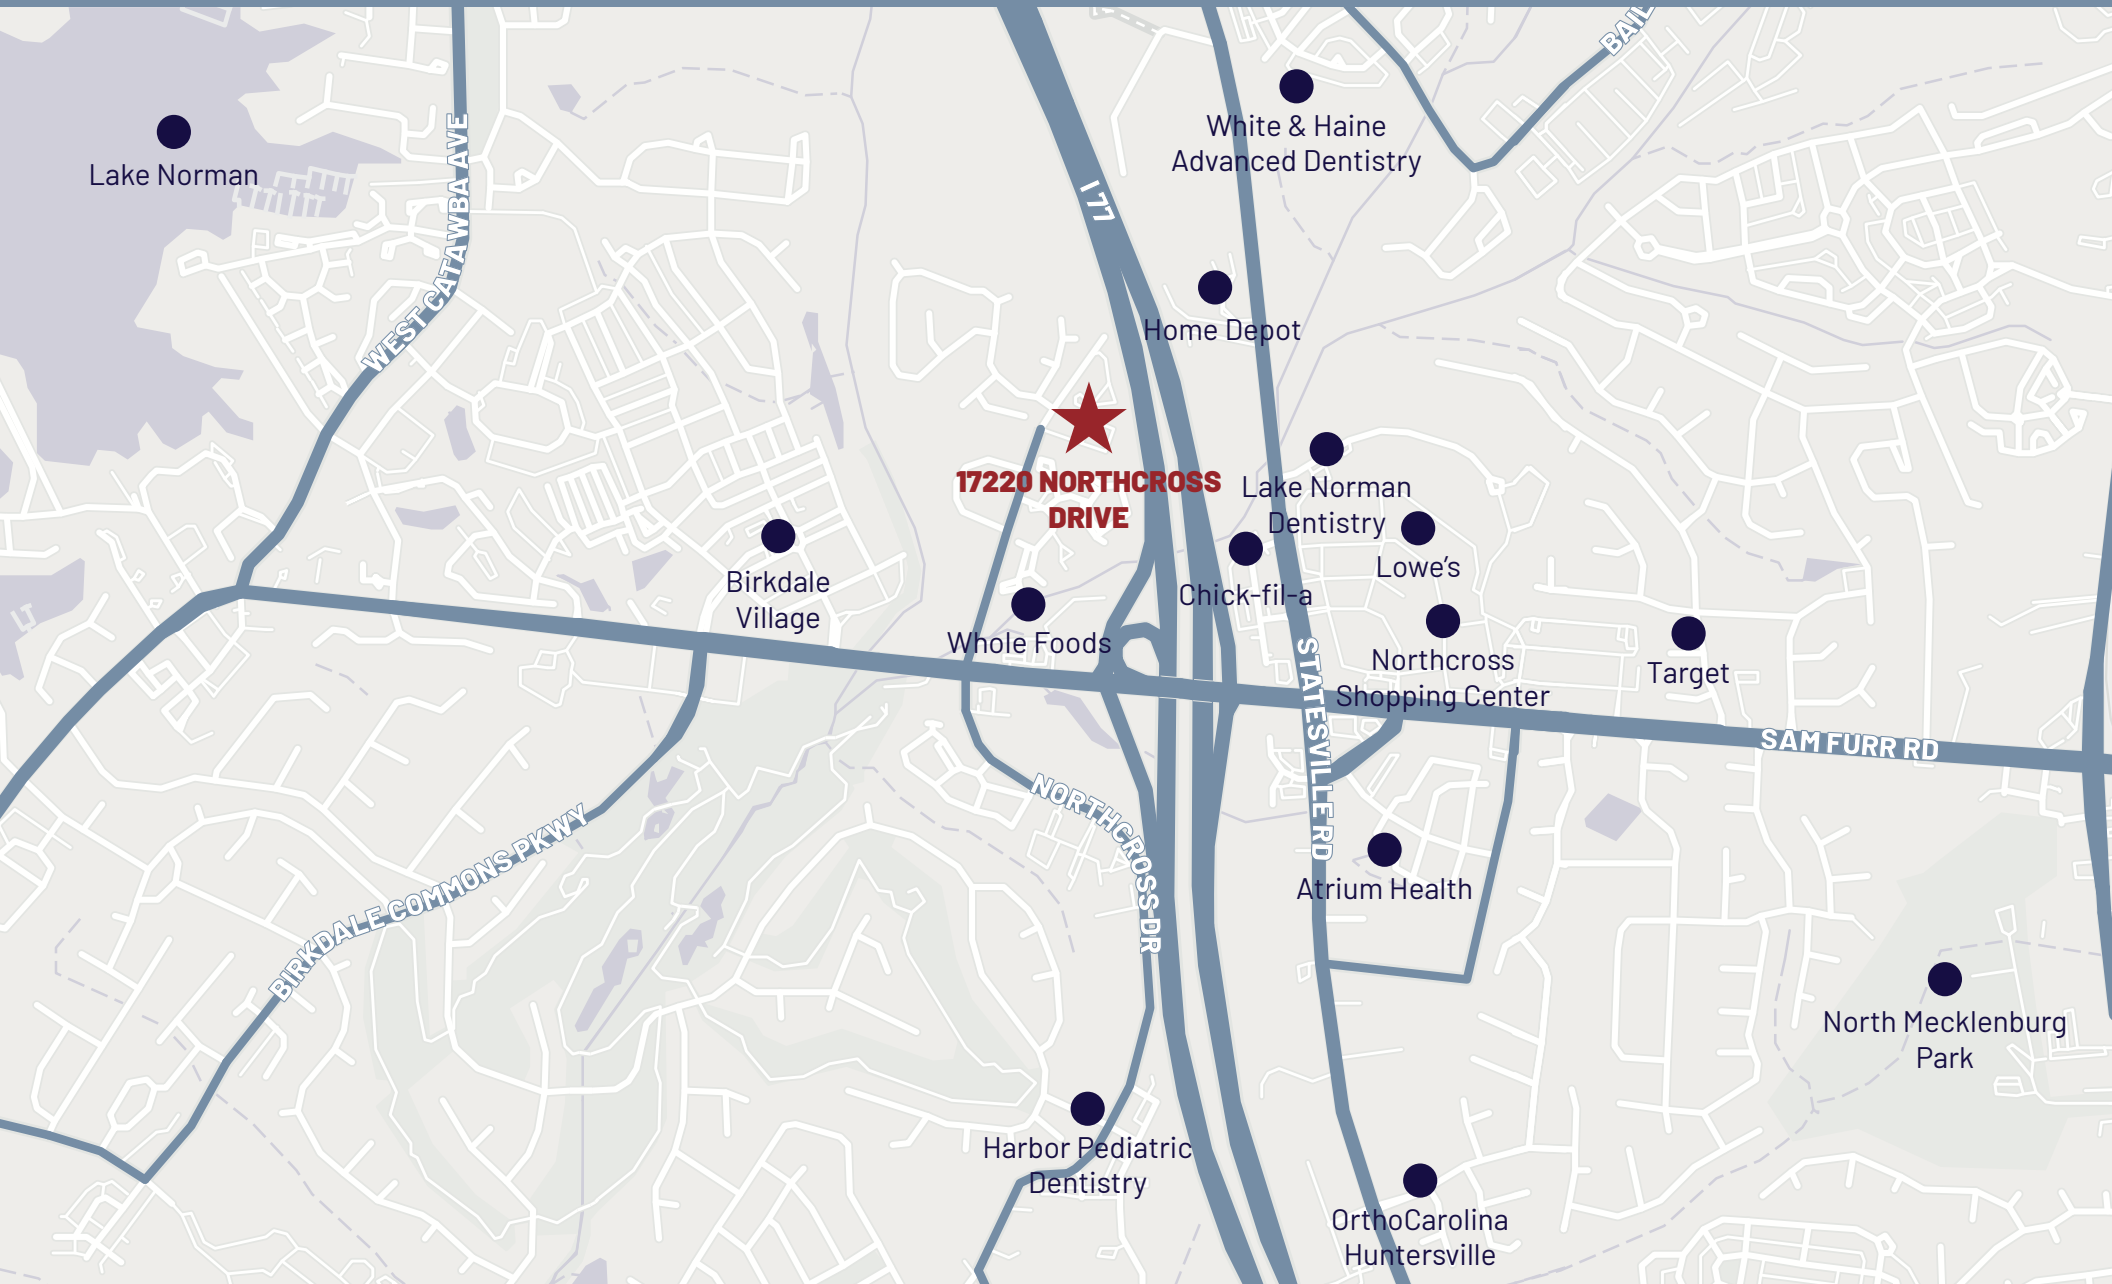 BAIL
White & Haine
Advanced Dentistry
Lake Norman
WEST CATAWBA AVE
I 77
Home Depot
17220 NORTHCROSS
DRIVE
Lake Norman
Dentistry
Lowe's
Chick-fil-a
Birkdale
Village
Whole Foods
Northcross
Shopping Center
Target
STATESVILLE RD
SAM FURR RD
NORTHCROSS DR
BIRKDALE COMMONS PKWY
Atrium Health
North Mecklenburg
Park
Harbor Pediatric
Dentistry
OrthoCarolina
Huntersville